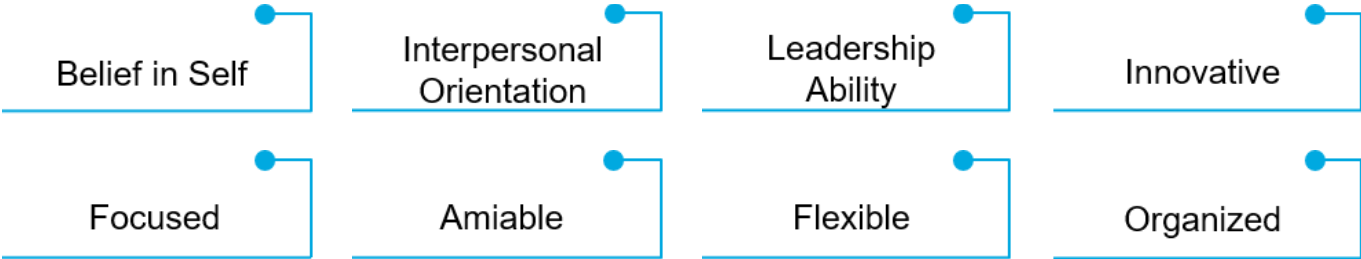 Belief in Self
Interpersonal
Orientation
Leadership
Ability
Innovative
Focused
Amiable
Flexible
Organized